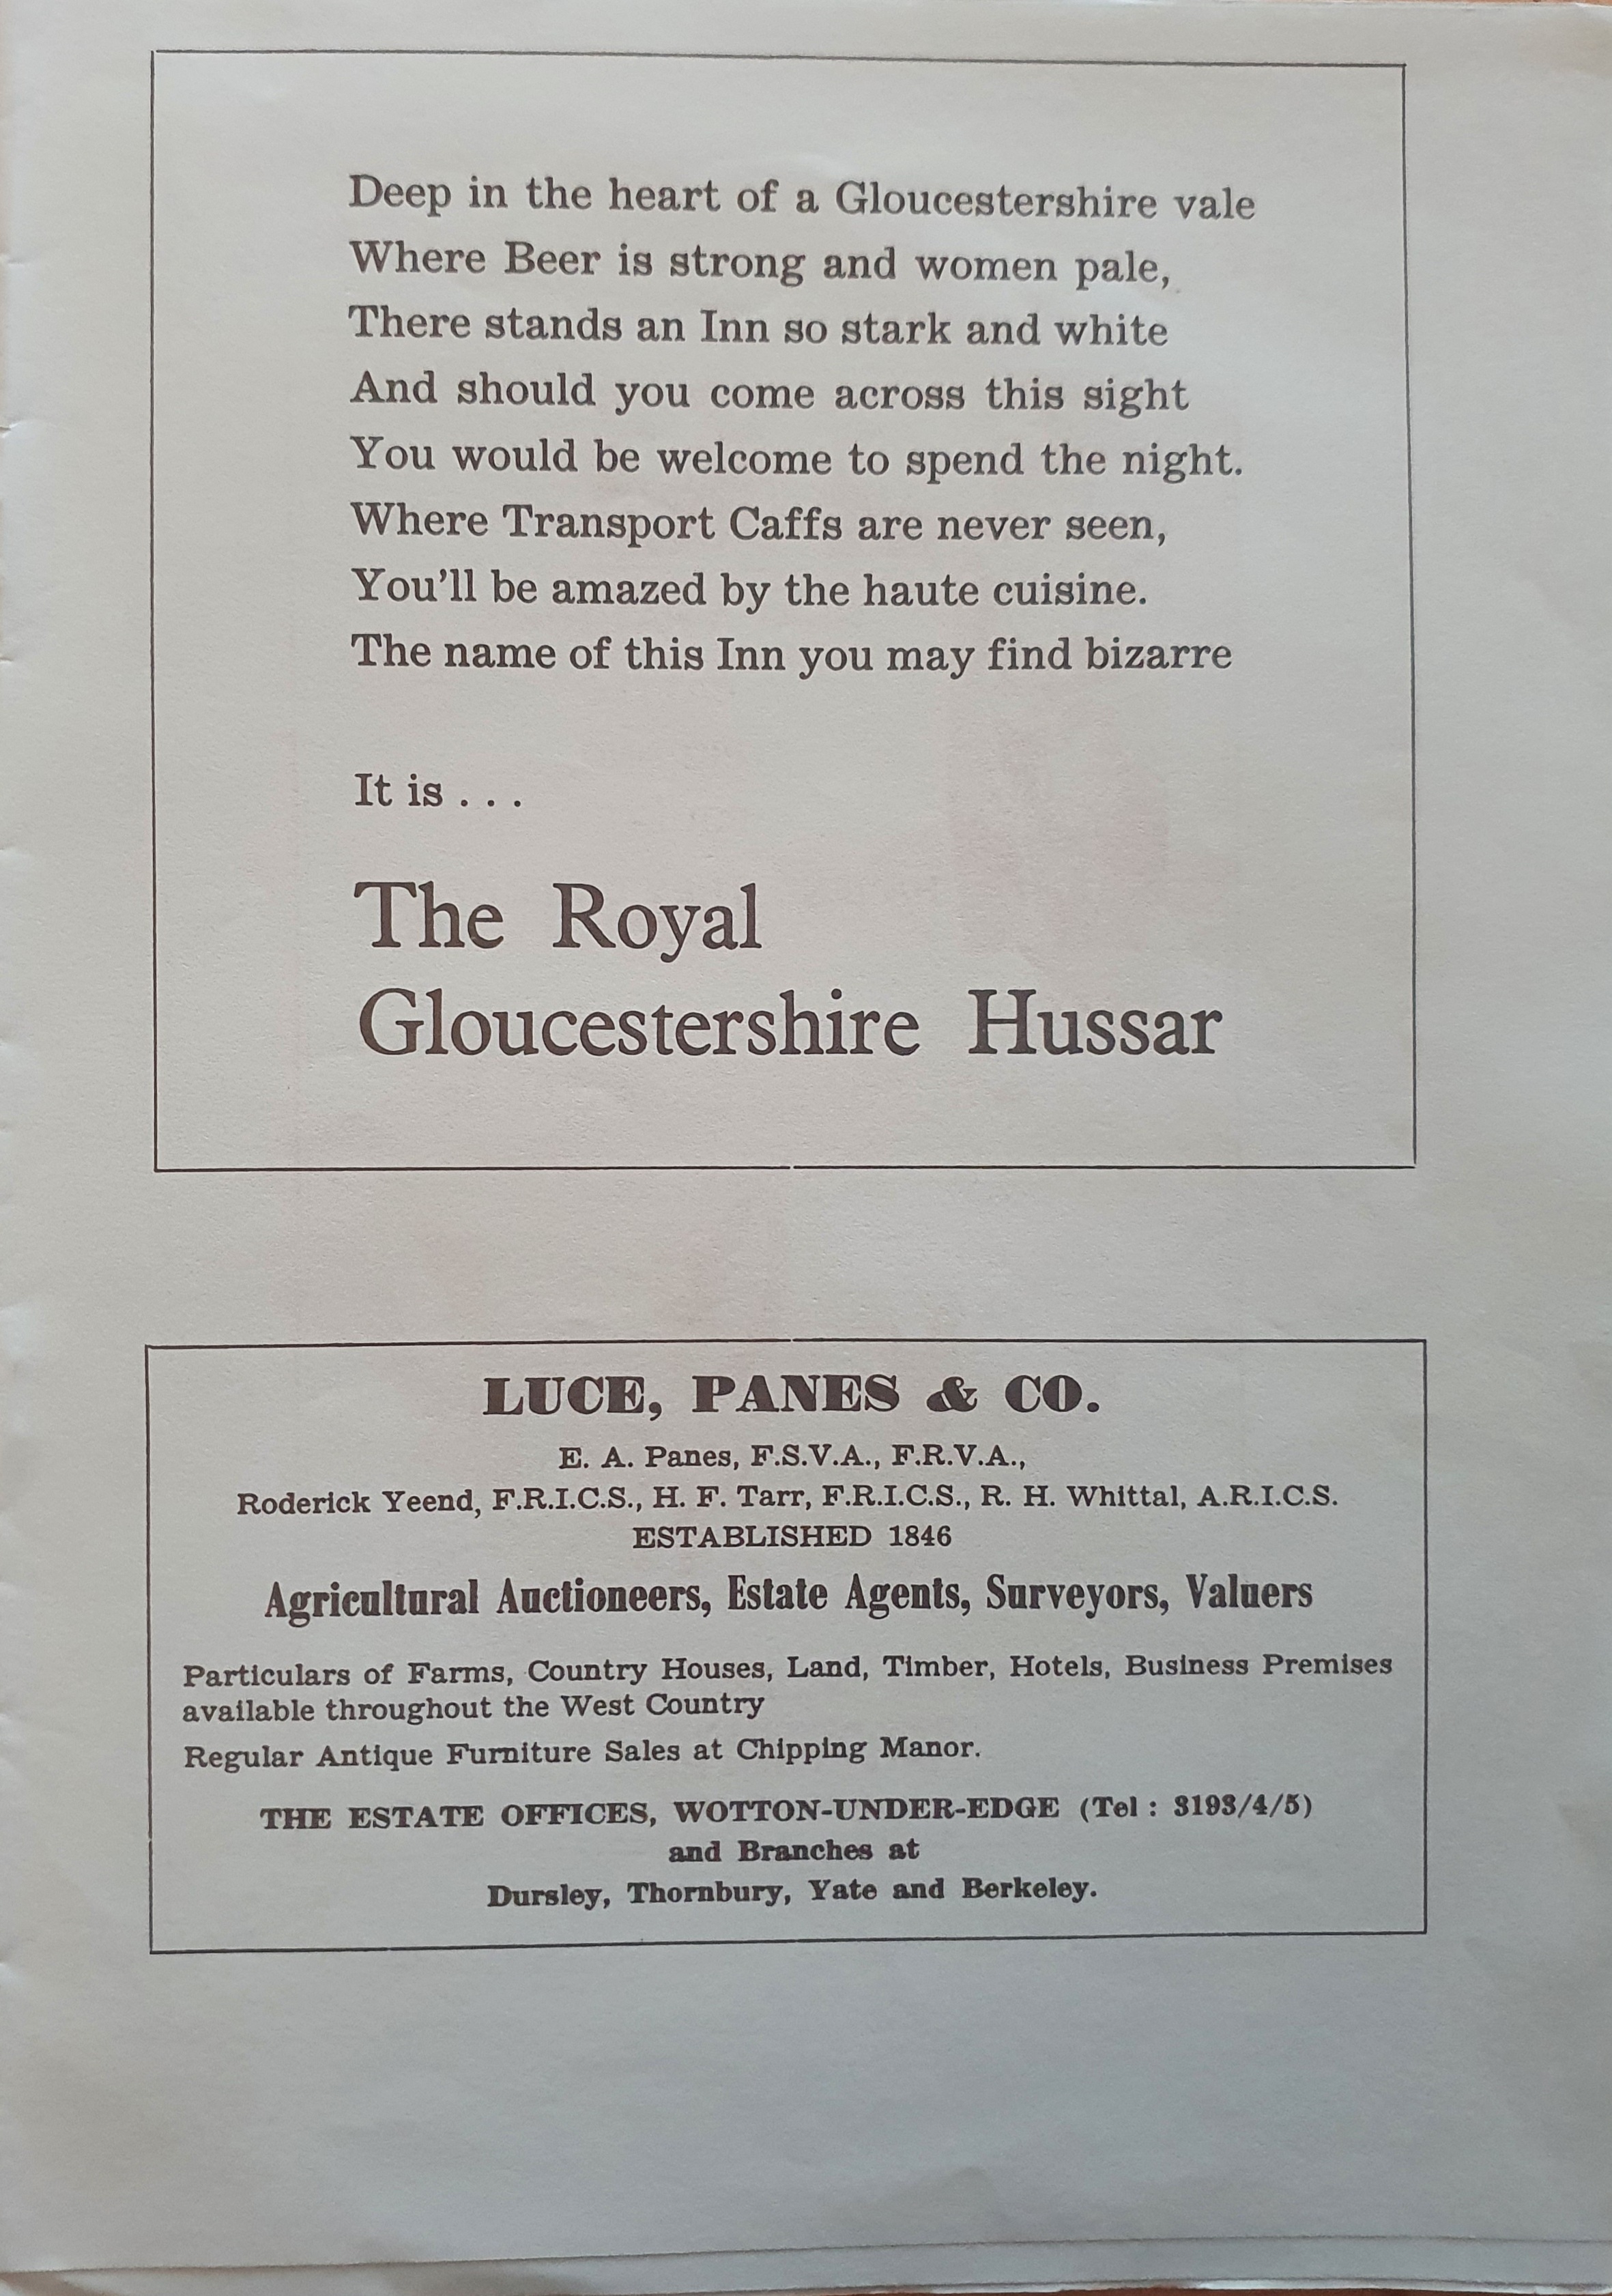 Deep in the heart of a Gloucestershire vale
Where Beer is strong and women pale,
There stands an Inn so stark and white
And should you come across this sight
You would be welcome to spend the night.
Where Transport Caffs are never seen,
You'll be amazed by the haute cuisine.
The name of this Inn you may find bizarre
It is . . .
The Royal
Gloucestershire Hussar
LUCE, PANES & CO.
E. A. Panes, F.S.V.A., F.R.V.A.,
Roderick Yeend, F.R.I.C.S., H. F. Tarr, F.R.I.C.S., R. H. Whittal, A.R.I.C.S.
ESTABLISHED 1846
Agricultural Auctioneers, Estate Agents, Surveyors, Valuers
Particulars of Farms, Country Houses, Land, Timber, Hotels, Business Premises
available throughout the West Country
Regular Antique Furniture Sales at Chipping Manor.
THE ESTATE OFFICES, WOTTON-UNDER-EDGE (Tel : 3193/4/5)
and Branches at
Dursley, Thornbury, Yate and Berkeley.